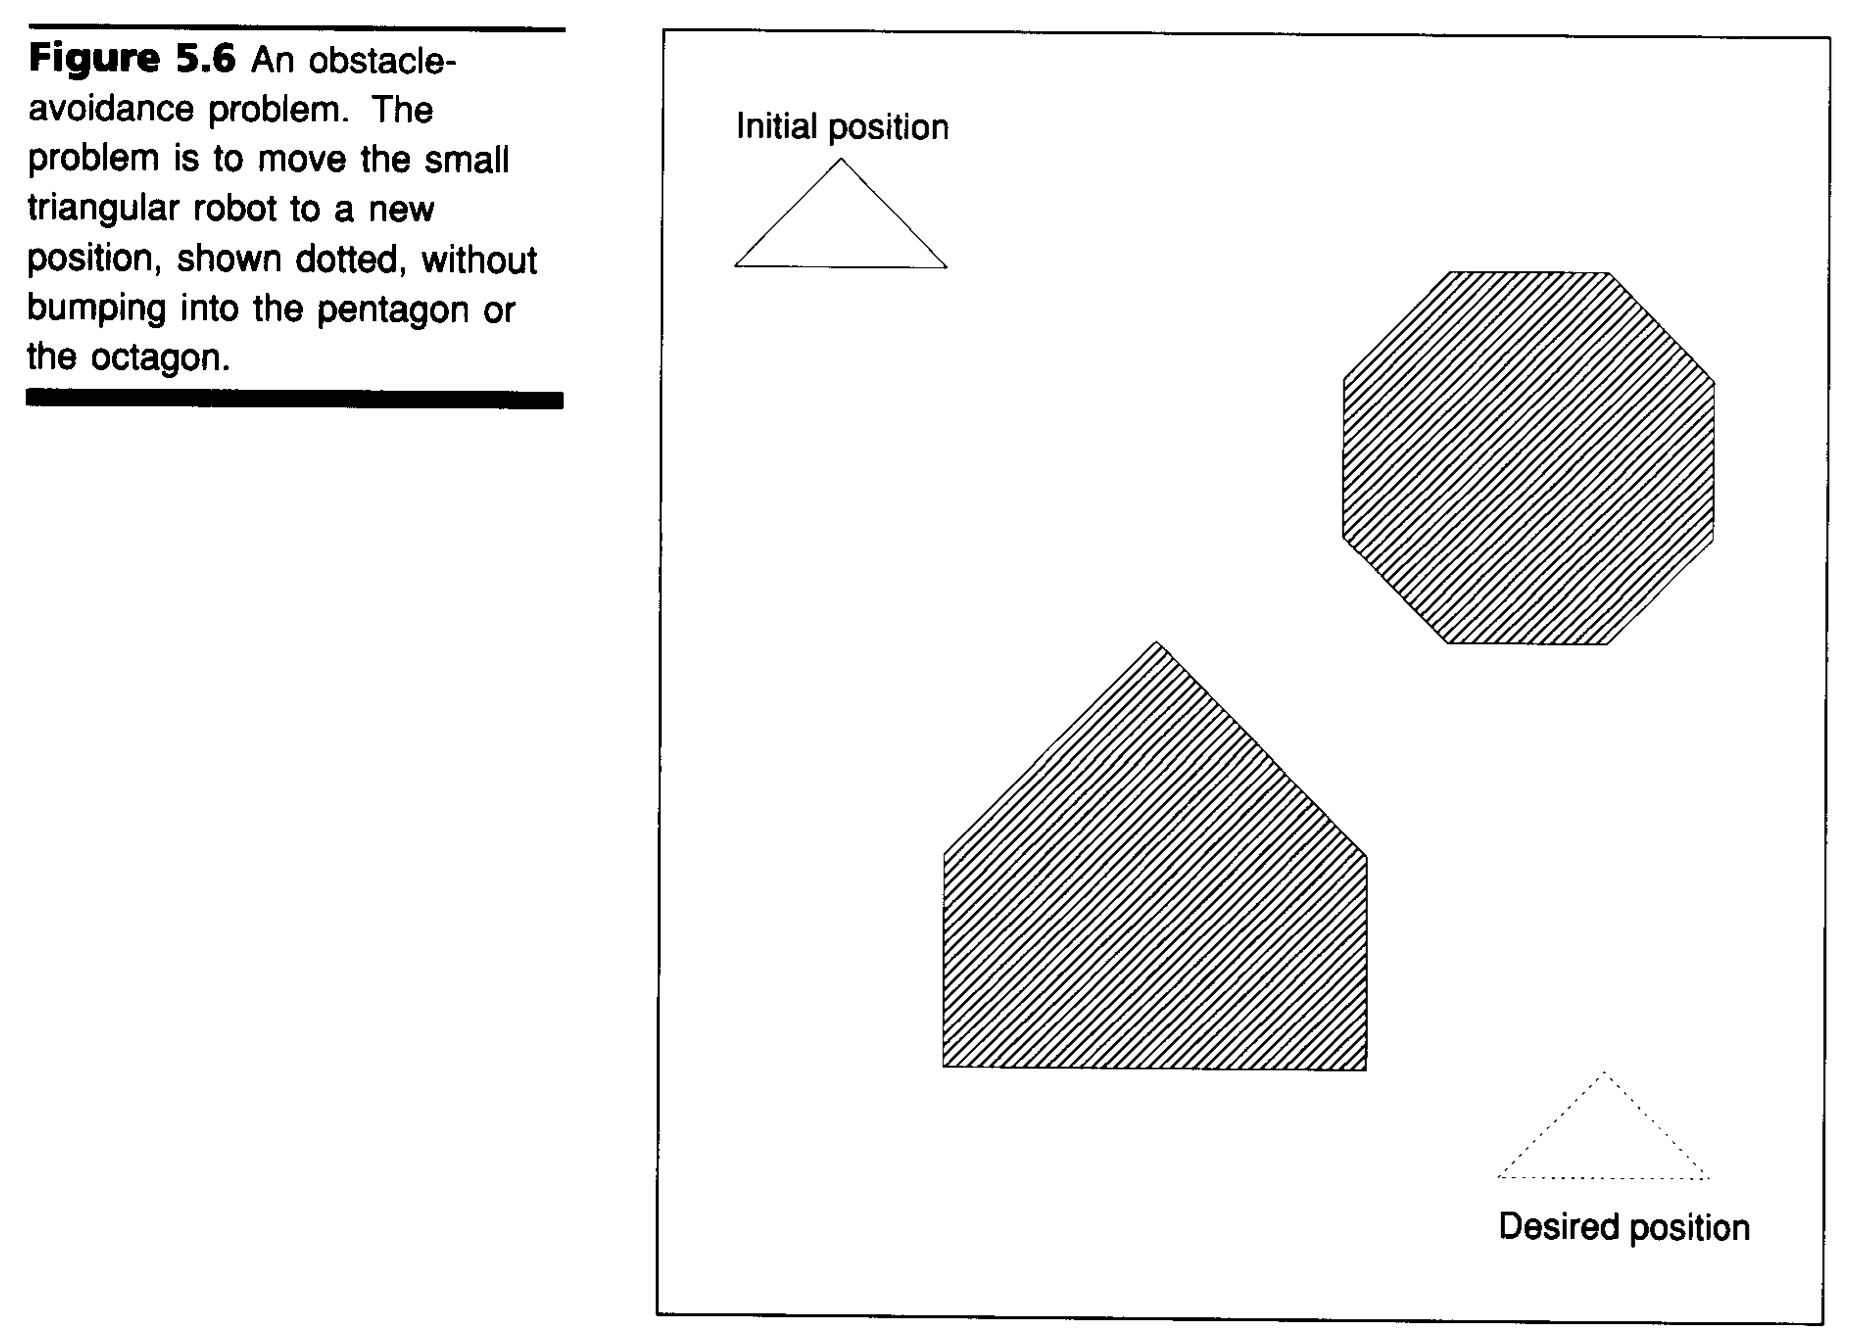 Figure 5.6 An obstacle-
avoidance problem. The
problem is to move the small
triangular robot to a new
position, shown dotted, without
bumping into the pentagon or
the octagon.
Initial position
Desired position